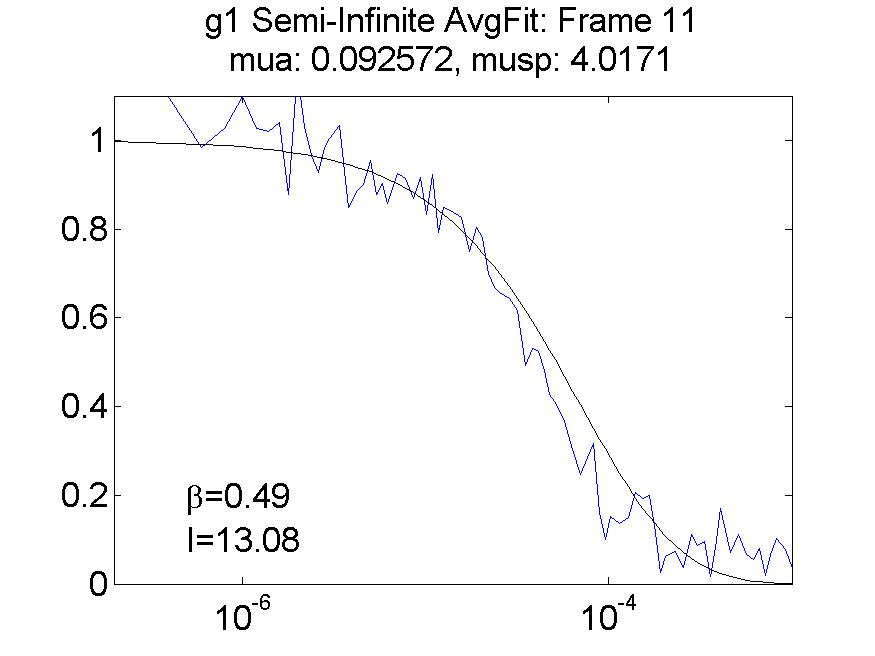 g1 Semi-Infinite AvgFit: Frame 11
mua: 0.092572, musp: 4.0171
1
0.8
0.6
0.4
0.2
0
β=0.49
I=13.08
10^-6
10^-4